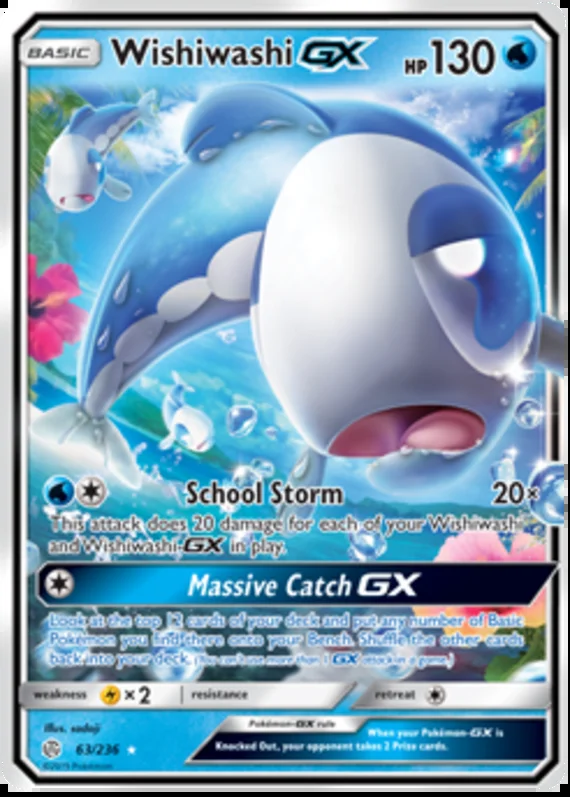 BASIC Wishiwashi GX HP 130
School Storm 20×
This attack does 20 damage for each of your Wishiwashi
and Wishiwashi-GX in play.
Massive Catch GX
Look at the top 12 cards of your deck and put any number of Basic
Pokémon you find there onto your Bench. Shuffle the other cards
back into your deck. (You can't use more than 1 GX attack in a game.)
weakness ×2 resistance retreat
Illus. sadaji
Pokémon-GX rule
When your Pokémon-GX is
Knocked Out, your opponent takes 2 Prize cards.
63/236
©2019 Pokémon